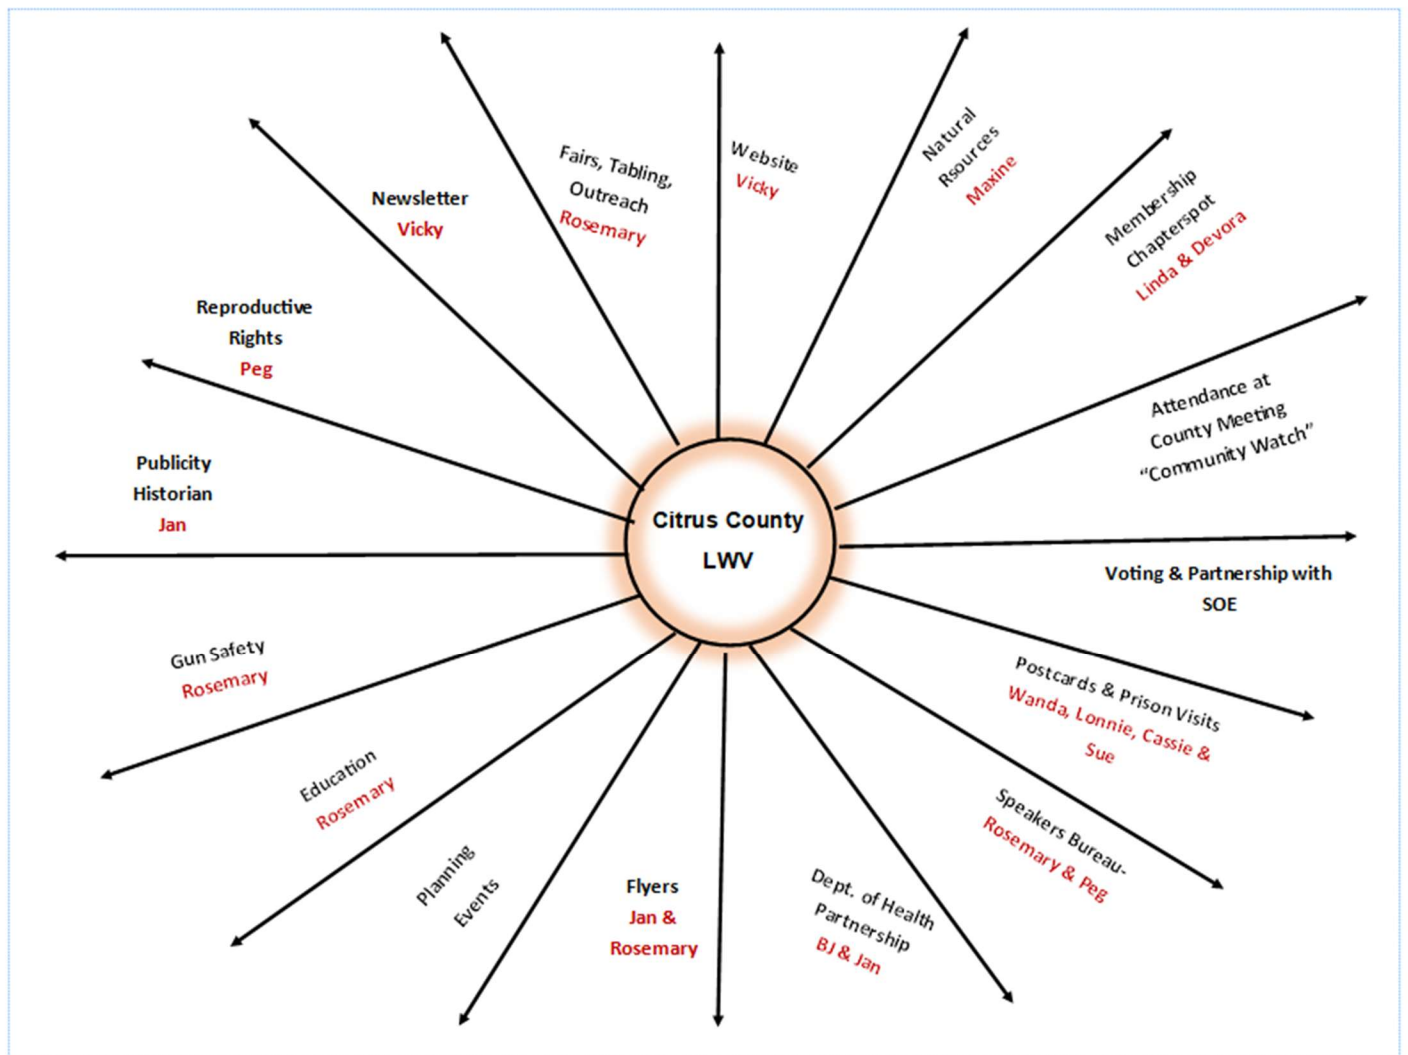 Citrus County
LWV
Website
Vicky
Natural
Rsources
Maxine
Membership
Chapterspot
Linda & Devora
Attendance at
County Meeting
“Community Watch”
Voting & Partnership with
SOE
Postcards & Prison Visits
Wanda, Lonnie, Cassie &
Sue
Speakers Bureau-
Rosemary & Peg
Dept. of Health
Partnership
BJ & Jan
Flyers
Jan &
Rosemary
Planning
Events
Education
Rosemary
Gun Safety
Rosemary
Publicity
Historian
Jan
Reproductive
Rights
Peg
Newsletter
Vicky
Fairs, Tabling,
Outreach
Rosemary